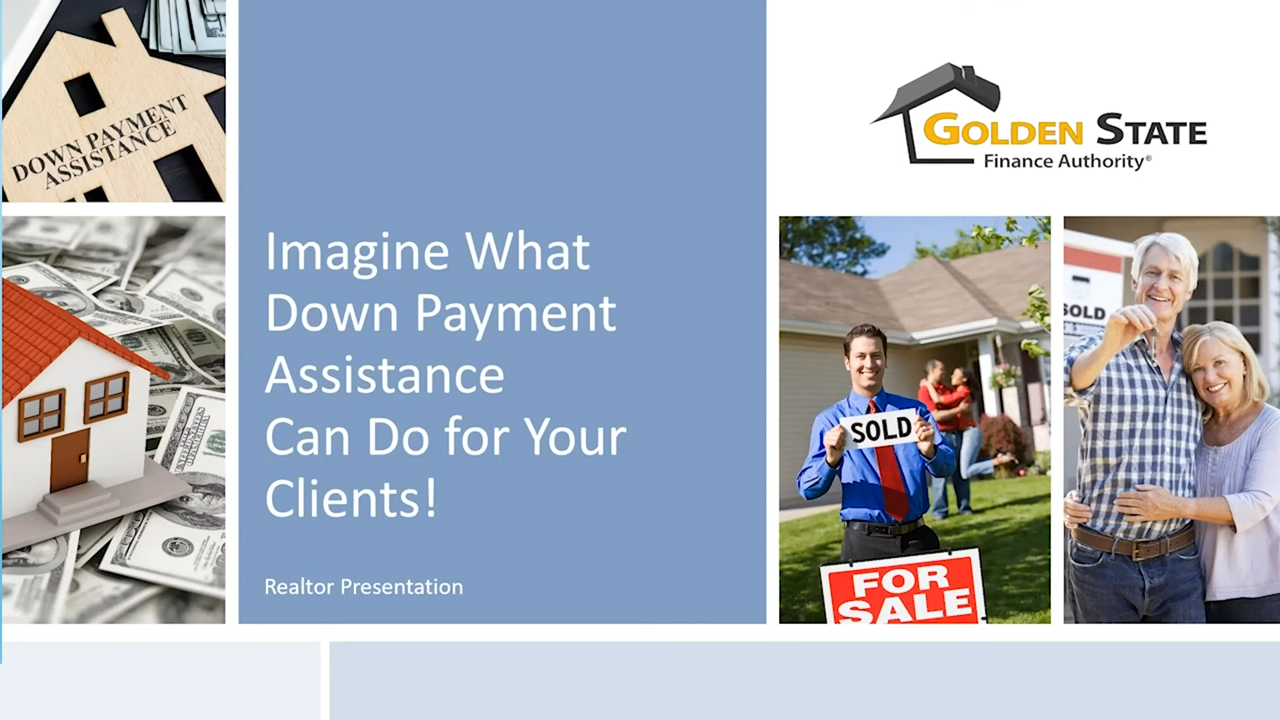 DOWN PAYMENT
ASSISTANCE
GOLDEN STATE
Finance Authority®
Imagine What
Down Payment
Assistance
Can Do for Your
Clients!
Realtor Presentation
SOLD
FOR
SALE
SOLD